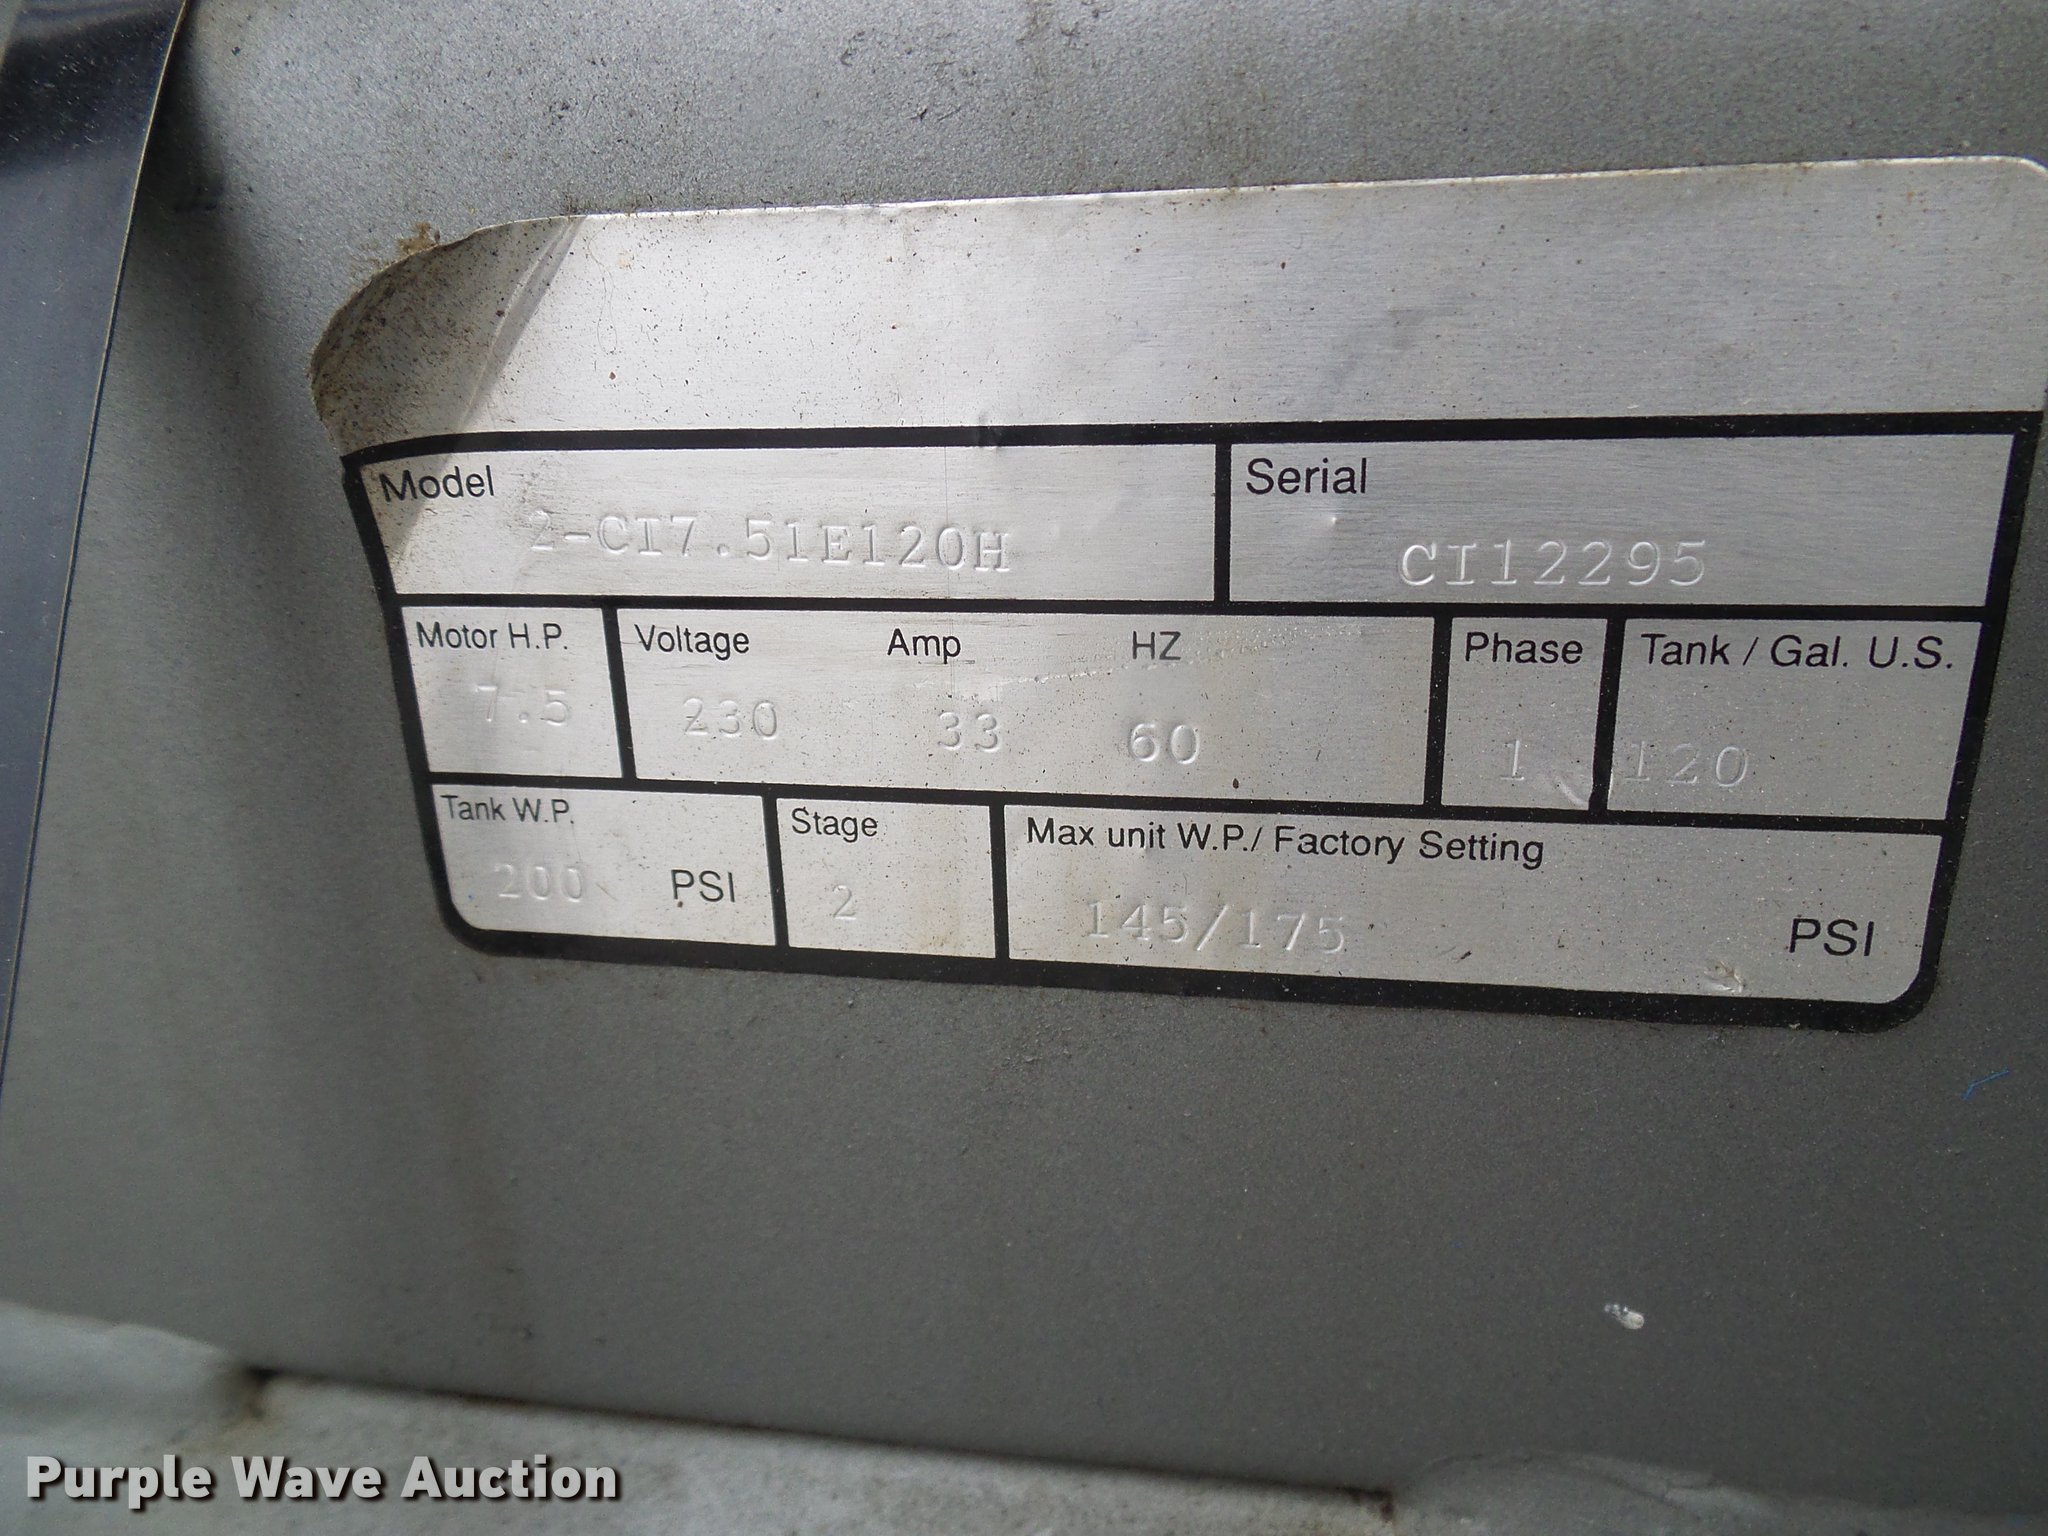 Model Serial
2-CI7.51E120H CI12295
Motor H.P. Voltage Amp HZ Phase Tank / Gal. U.S.
7.5 230 33 60 1 120
Tank W.P. Stage Max unit W.P./ Factory Setting
200 PSI 2 145/175 PSI
Purple Wave Auction